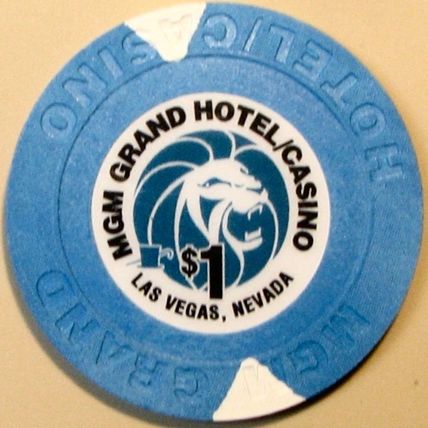 MGM GRAND HOTEL/CASINO
$1
LAS VEGAS, NEVADA
MGM GRAND
HOTEL/CASINO